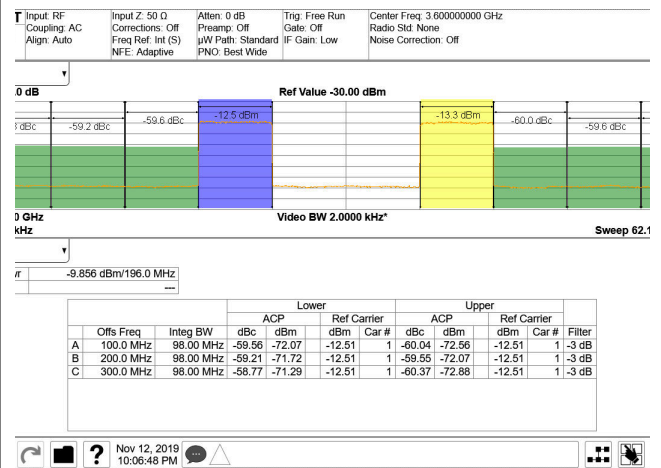 Input: RF
Coupling: AC
Align: Auto
Input Z: 50 Ω
Corrections: Off
Freq Ref: Int (S)
NFE: Adaptive
Atten: 0 dB
Preamp: Off
µW Path: Standard
PNO: Best Wide
Trig: Free Run
Gate: Off
IF Gain: Low
Center Freq: 3.600000000 GHz
Radio Std: None
Noise Correction: Off
.0 dB Ref Value -30.00 dBm
dBc -59.2 dBc -59.6 dBc -12.5 dBm -13.3 dBm -60.0 dBc -59.6 dBc
0 GHz Video BW 2.0000 kHz*
kHz Sweep 62.1
-9.856 dBm/196.0 MHz
---
Lower Upper
ACP Ref Carrier ACP Ref Carrier
Offs Freq Integ BW dBc dBm dBm Car # dBc dBm dBm Car # Filter
A 100.0 MHz 98.00 MHz -59.56 -72.07 -12.51 1 -60.04 -72.56 -12.51 1 -3 dB
B 200.0 MHz 98.00 MHz -59.21 -71.72 -12.51 1 -59.55 -72.07 -12.51 1 -3 dB
C 300.0 MHz 98.00 MHz -58.77 -71.29 -12.51 1 -60.37 -72.88 -12.51 1 -3 dB
? Nov 12, 2019
10:06:48 PM